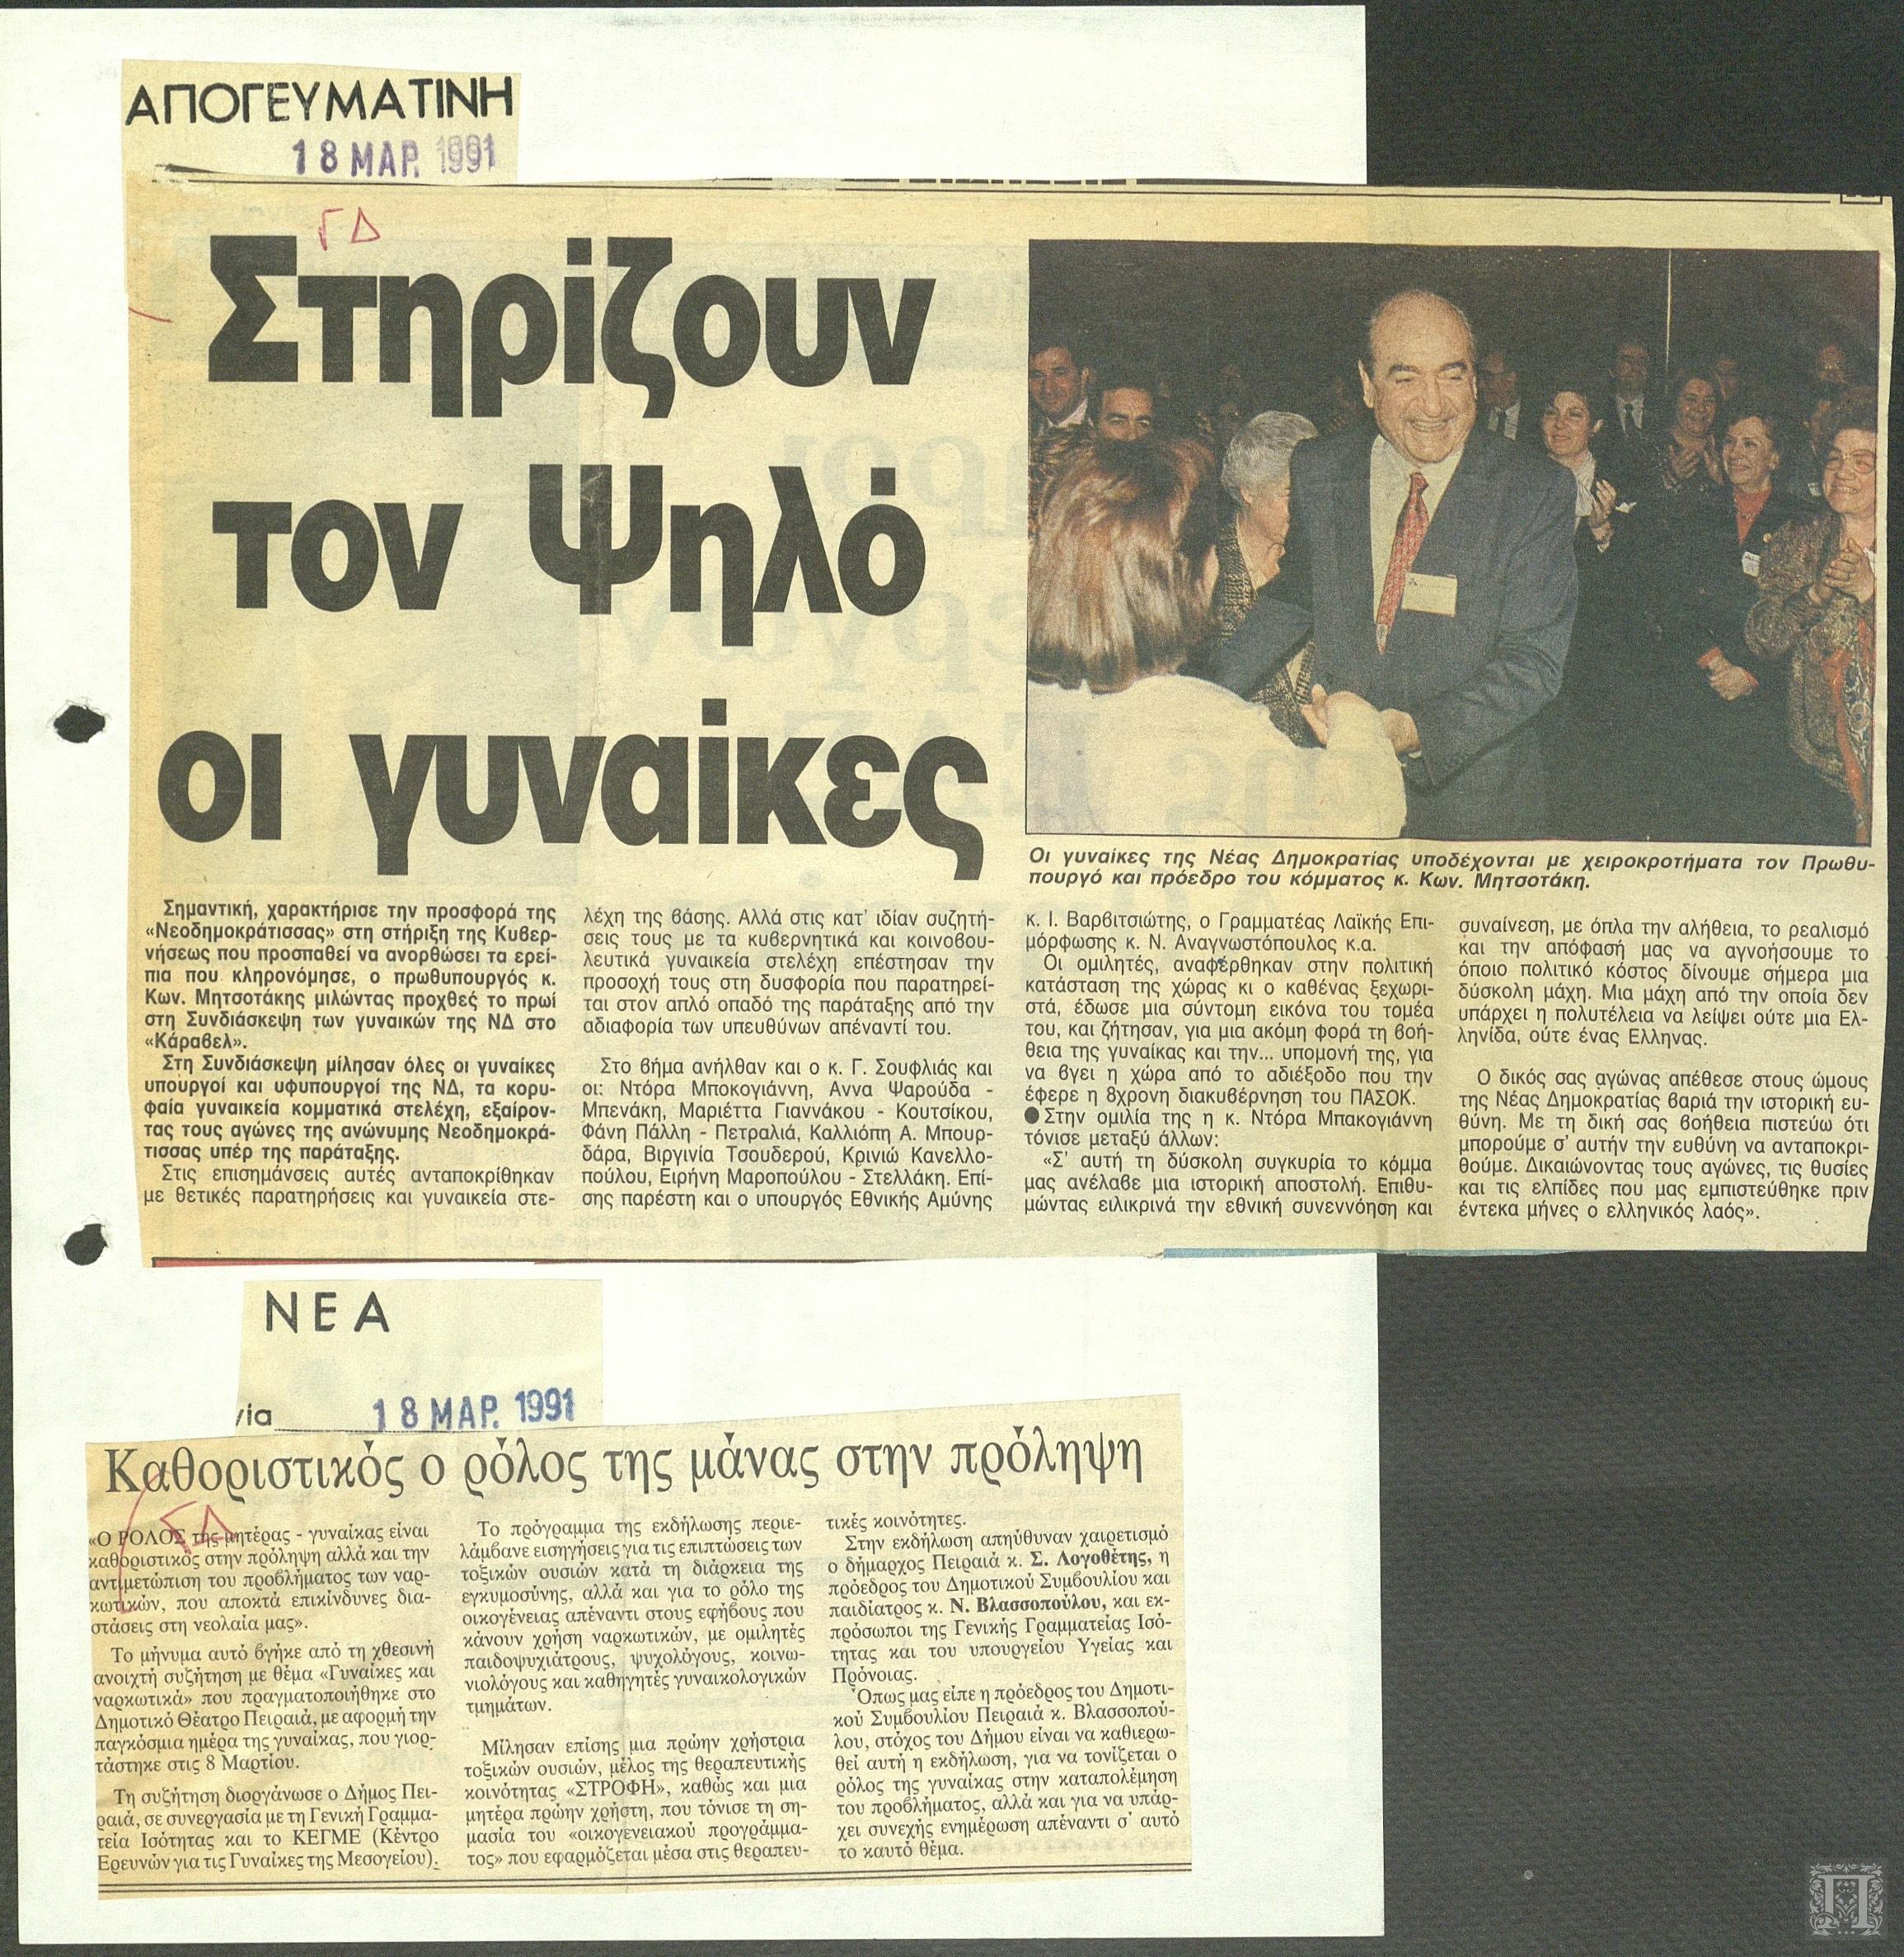 ΑΠΟΓΕΥΜΑΤΙΝΗ
18 ΜΑΡ. 1991
ΓΔ
Στηρίζουν
τον Ψηλό
οι γυναίκες
Οι γυναίκες της Νέας Δημοκρατίας υποδέχονται με χειροκροτήματα τον Πρωθυ-
πουργό και πρόεδρο του κόμματος κ. Κων. Μητσοτάκη.
Σημαντική, χαρακτήρισε την προσφορά της
«Νεοδημοκράτισσας» στη στήριξη της Κυβερ-
νήσεως που προσπαθεί να ανορθώσει τα ερεί-
πια που κληρονόμησε, ο πρωθυπουργός κ.
Κων. Μητσοτάκης μιλώντας προχθές το πρωί
στη Συνδιάσκεψη των γυναικών της ΝΔ στο
«Κάραβελ».
Στη Συνδιάσκεψη μίλησαν όλες οι γυναίκες
υπουργοί και υφυπουργοί της ΝΔ, τα κορυ-
φαία γυναικεία κομματικά στελέχη, εξαίρον-
τας τους αγώνες της ανώνυμης Νεοδημοκρά-
τισσας υπέρ της παράταξης.
Στις επισημάνσεις αυτές ανταποκρίθηκαν
με θετικές παρατηρήσεις και γυναικεία στε-
λέχη της βάσης. Αλλά στις κατ' ιδίαν συζητή-
σεις τους με τα κυβερνητικά και κοινοβου-
λευτικά γυναικεία στελέχη επέστησαν την
προσοχή τους στη δυσφορία που παρατηρεί-
ται στον απλό οπαδό της παράταξης από την
αδιαφορία των υπευθύνων απέναντί του.
Στο βήμα ανήλθαν και ο κ. Γ. Σουφλιάς και
οι: Ντόρα Μποκογιάννη, Αννα Ψαρούδα -
Μπενάκη, Μαριέττα Γιαννάκου - Κουτσίκου,
Φάνη Πάλλη - Πετραλιά, Καλλιόπη Α. Μπουρ-
δάρα, Βιργινία Τσουδερού, Κρινιώ Κανελλο-
πούλου, Ειρήνη Μαροπούλου - Στελλάκη. Επί-
σης παρέστη και ο υπουργός Εθνικής Αμύνης
κ. Ι. Βαρβιτσιώτης, ο Γραμματέας Λαϊκής Επι-
μόρφωσης κ. Ν. Αναγνωστόπουλος κ.α.
Οι ομιλητές, αναφέρθηκαν στην πολιτική
κατάσταση της χώρας κι ο καθένας ξεχωρι-
στά, έδωσε μια σύντομη εικόνα του τομέα
του, και ζήτησαν, για μια ακόμη φορά τη βοή-
θεια της γυναίκας και την... υπομονή της, για
να βγει η χώρα από το αδιέξοδο που την
έφερε η 8χρονη διακυβέρνηση του ΠΑΣΟΚ.
● Στην ομιλία της η κ. Ντόρα Μπακογιάννη
τόνισε μεταξύ άλλων:
«Σ' αυτή τη δύσκολη συγκυρία το κόμμα
μας ανέλαβε μια ιστορική αποστολή. Επιθυ-
μώντας ειλικρινά την εθνική συνεννόηση και
συναίνεση, με όπλα την αλήθεια, το ρεαλισμό
και την απόφασή μας να αγνοήσουμε το
όποιο πολιτικό κόστος δίνουμε σήμερα μια
δύσκολη μάχη. Μια μάχη από την οποία δεν
υπάρχει η πολυτέλεια να λείψει ούτε μια Ελ-
ληνίδα, ούτε ένας Ελληνας.
Ο δικός σας αγώνας απέθεσε στους ώμους
της Νέας Δημοκρατίας βαριά την ιστορική ευ-
θύνη. Με τη δική σας βοήθεια πιστεύω ότι
μπορούμε σ' αυτήν την ευθύνη να ανταποκρι-
θούμε. Δικαιώνοντας τους αγώνες, τις θυσίες
και τις ελπίδες που μας εμπιστεύθηκε πριν
έντεκα μήνες ο ελληνικός λαός».
ΝΕΑ
νία 18 ΜΑΡ. 1991
Καθοριστικός ο ρόλος της μάνας στην πρόληψη
ΓΔ
«Ο ΡΟΛΟΣ της μητέρας - γυναίκας είναι
καθοριστικός στην πρόληψη αλλά και την
αντιμετώπιση του προβλήματος των ναρ-
κωτικών, που αποκτά επικίνδυνες δια-
στάσεις στη νεολαία μας».
Το μήνυμα αυτό βγήκε από τη χθεσινή
ανοιχτή συζήτηση με θέμα «Γυναίκες και
ναρκωτικά» που πραγματοποιήθηκε στο
Δημοτικό Θέατρο Πειραιά, με αφορμή την
παγκόσμια ημέρα της γυναίκας, που γιορ-
τάστηκε στις 8 Μαρτίου.
Τη συζήτηση διοργάνωσε ο Δήμος Πει-
ραιά, σε συνεργασία με τη Γενική Γραμμα-
τεία Ισότητας και το ΚΕΓΜΕ (Κέντρο
Ερευνών για τις Γυναίκες της Μεσογείου).
Το πρόγραμμα της εκδήλωσης περιε-
λάμβανε εισηγήσεις για τις επιπτώσεις των
τοξικών ουσιών κατά τη διάρκεια της
εγκυμοσύνης, αλλά και για το ρόλο της
οικογένειας απέναντι στους εφήβους που
κάνουν χρήση ναρκωτικών, με ομιλητές
παιδοψυχιάτρους, ψυχολόγους, κοινω-
νιολόγους και καθηγητές γυναικολογικών
τμημάτων.
Μίλησαν επίσης μια πρώην χρήστρια
τοξικών ουσιών, μέλος της θεραπευτικής
κοινότητας «ΣΤΡΟΦΗ», καθώς και μια
μητέρα πρώην χρήστη, που τόνισε τη ση-
μασία του «οικογενειακού προγράμμα-
τος» που εφαρμόζεται μέσα στις θεραπευ-
τικές κοινότητες.
Στην εκδήλωση απηύθυναν χαιρετισμό
ο δήμαρχος Πειραιά κ. Σ. Λογοθέτης, η
πρόεδρος του Δημοτικού Συμβουλίου και
παιδίατρος κ. Ν. Βλασσοπούλου, και εκ-
πρόσωποι της Γενικής Γραμματείας Ισό-
τητας και του υπουργείου Υγείας και
Πρόνοιας.
Όπως μας είπε η πρόεδρος του Δημοτι-
κού Συμβουλίου Πειραιά κ. Βλασσοπού-
λου, στόχος του Δήμου είναι να καθιερω-
θεί αυτή η εκδήλωση, για να τονίζεται ο
ρόλος της γυναίκας στην καταπολέμηση
του προβλήματος, αλλά και για να υπάρ-
χει συνεχής ενημέρωση απέναντι σ' αυτό
το καυτό θέμα.
Π